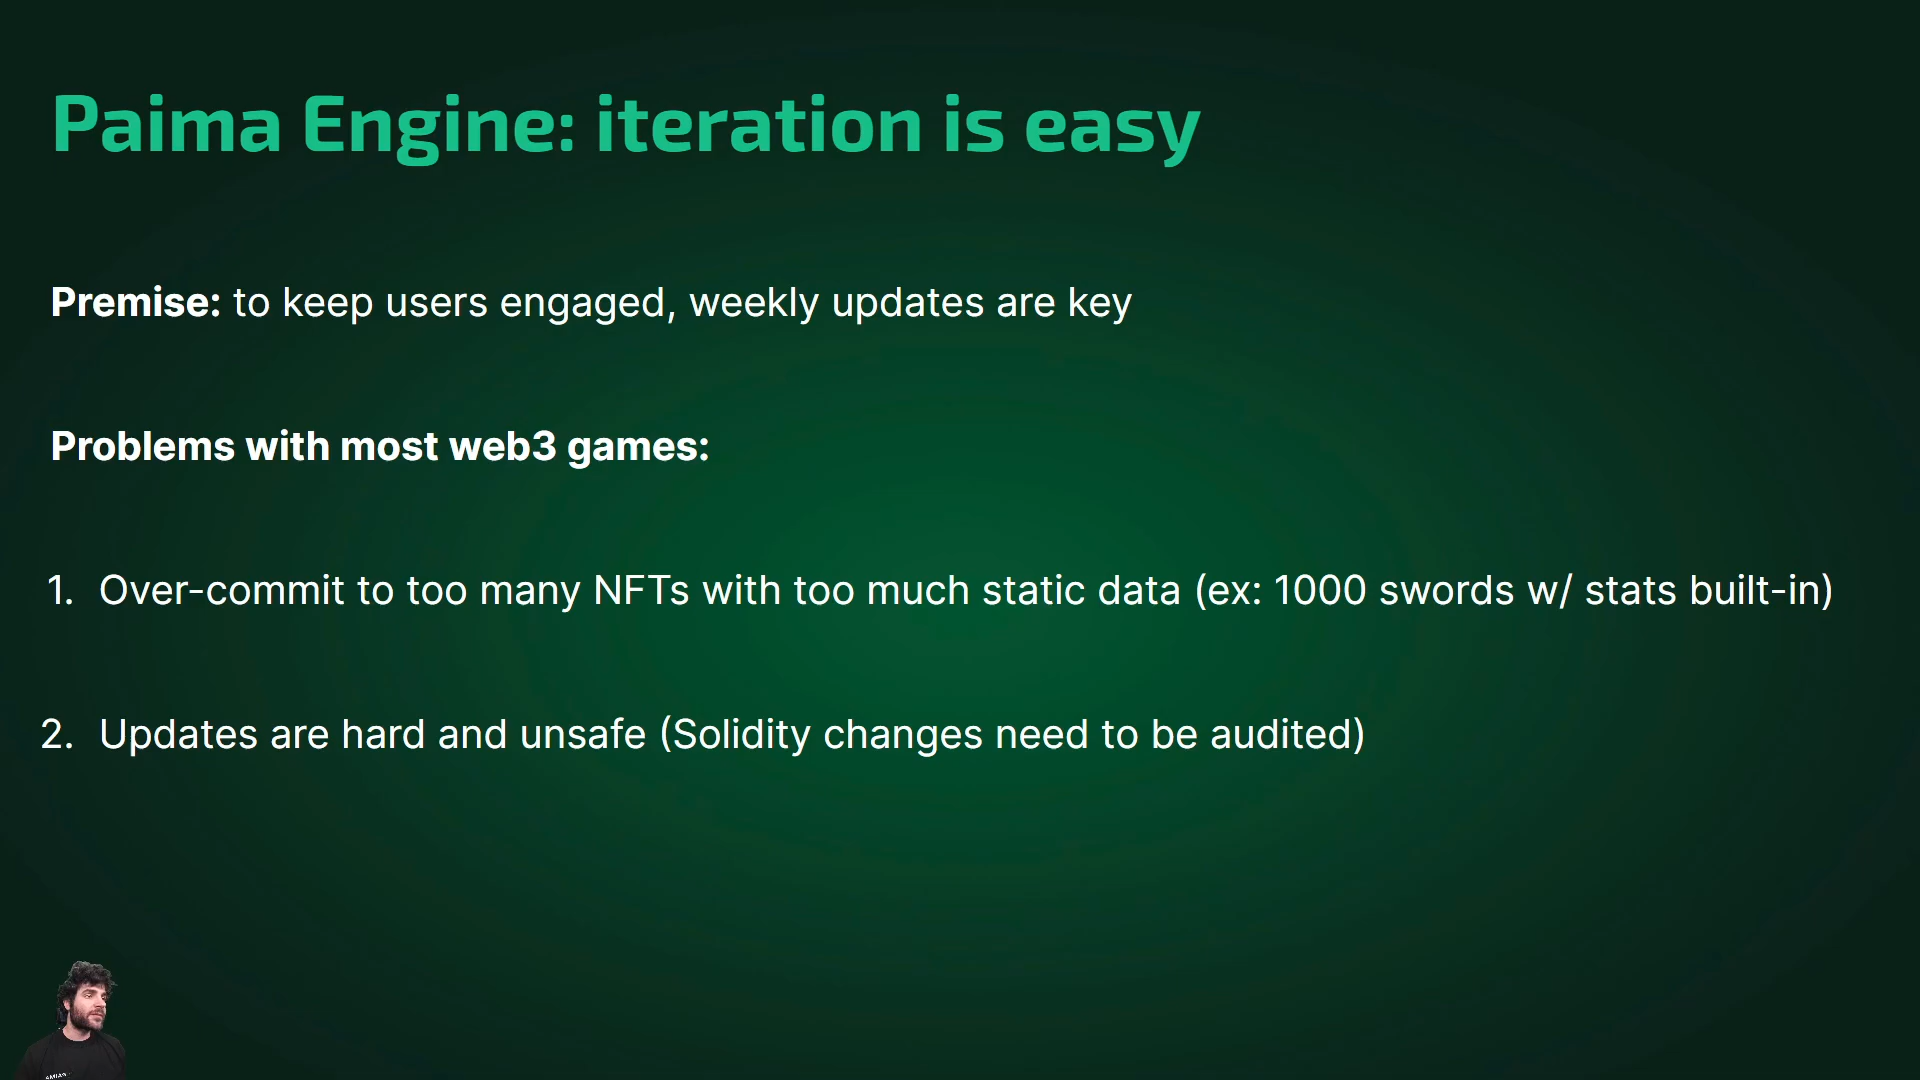 Paima Engine: iteration is easy
Premise: to keep users engaged, weekly updates are key
Problems with most web3 games:
1. Over-commit to too many NFTs with too much static data (ex: 1000 swords w/ stats built-in)
2. Updates are hard and unsafe (Solidity changes need to be audited)